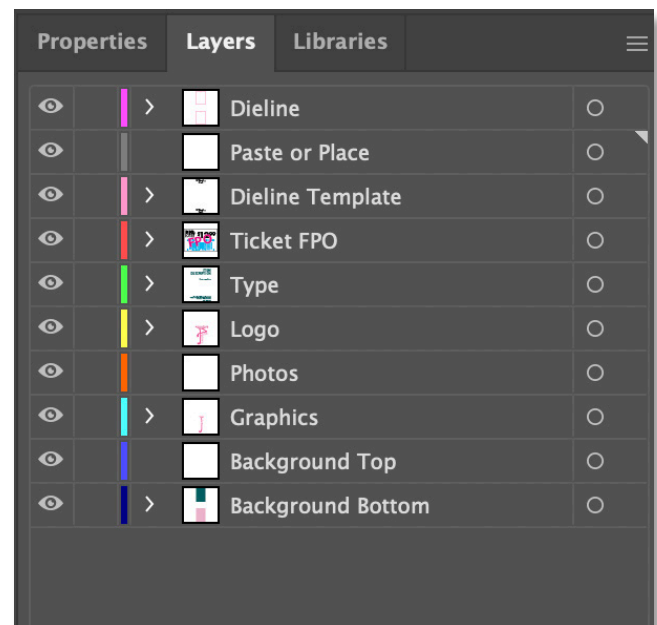 Properties Layers Libraries
Dieline
Paste or Place
Dieline Template
Ticket FPO
Type
Logo
Photos
Graphics
Background Top
Background Bottom